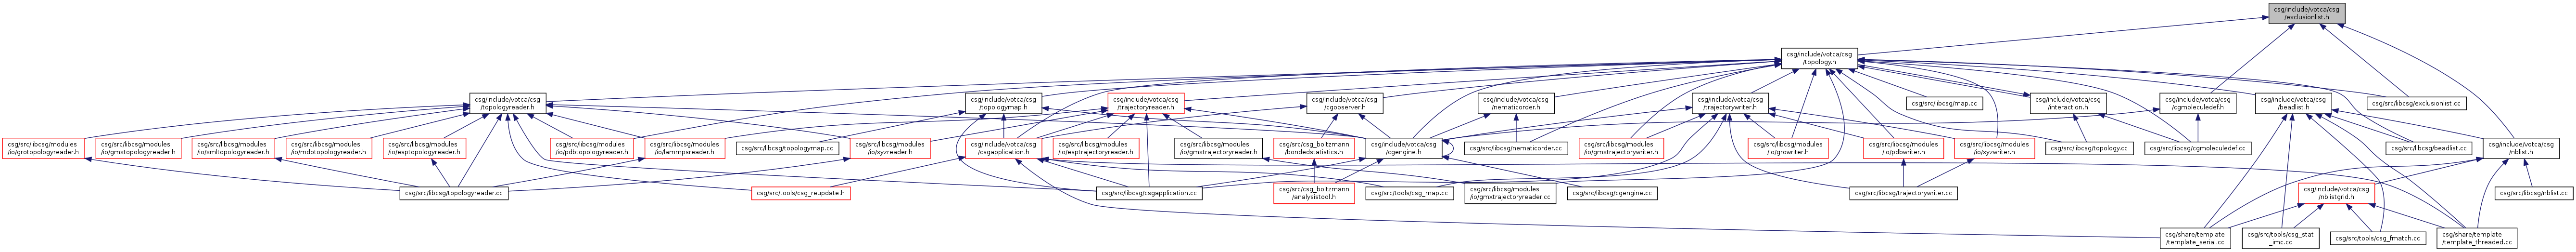 csg/include/votca/csg
/exclusionlist.h
csg/include/votca/csg
/topology.h
csg/include/votca/csg
/topologyreader.h
csg/include/votca/csg
/topologymap.h
csg/include/votca/csg
/trajectoryreader.h
csg/include/votca/csg
/cgobserver.h
csg/include/votca/csg
/nematicorder.h
csg/include/votca/csg
/trajectorywriter.h
csg/src/libcsg/map.cc
csg/include/votca/csg
/interaction.h
csg/include/votca/csg
/cgmoleculedef.h
csg/include/votca/csg
/beadlist.h
csg/src/libcsg/exclusionlist.cc
csg/src/libcsg/modules
/io/grotopologyreader.h
csg/src/libcsg/modules
/io/gmxtopologyreader.h
csg/src/libcsg/modules
/io/xmltopologyreader.h
csg/src/libcsg/modules
/io/mdptopologyreader.h
csg/src/libcsg/modules
/io/esptopologyreader.h
csg/src/libcsg/modules
/io/pdbtopologyreader.h
csg/src/libcsg/modules
/io/lammpsreader.h
csg/src/libcsg/topologymap.cc
csg/src/libcsg/modules
/io/xyzreader.h
csg/include/votca/csg
/csgapplication.h
csg/src/libcsg/modules
/io/esptrajectoryreader.h
csg/src/libcsg/modules
/io/gmxtrajectoryreader.h
csg/src/csg_boltzmann
/bondedstatistics.h
csg/include/votca/csg
/cgengine.h
csg/src/libcsg/nematicorder.cc
csg/src/libcsg/modules
/io/gmxtrajectorywriter.h
csg/src/libcsg/modules
/io/growriter.h
csg/src/libcsg/modules
/io/pdbwriter.h
csg/src/libcsg/modules
/io/xyzwriter.h
csg/src/libcsg/topology.cc
csg/src/libcsg/cgmoleculedef.cc
csg/src/libcsg/beadlist.cc
csg/include/votca/csg
/nblist.h
csg/src/libcsg/topologyreader.cc
csg/src/tools/csg_reupdate.h
csg/src/libcsg/csgapplication.cc
csg/src/csg_boltzmann
/analysistool.h
csg/src/tools/csg_map.cc
csg/src/libcsg/modules
/io/gmxtrajectoryreader.cc
csg/src/libcsg/cgengine.cc
csg/src/libcsg/trajectorywriter.cc
csg/include/votca/csg
/nblistgrid.h
csg/src/libcsg/nblist.cc
csg/share/template
/template_serial.cc
csg/src/tools/csg_stat
_imc.cc
csg/src/tools/csg_fmatch.cc
csg/share/template
/template_threaded.cc